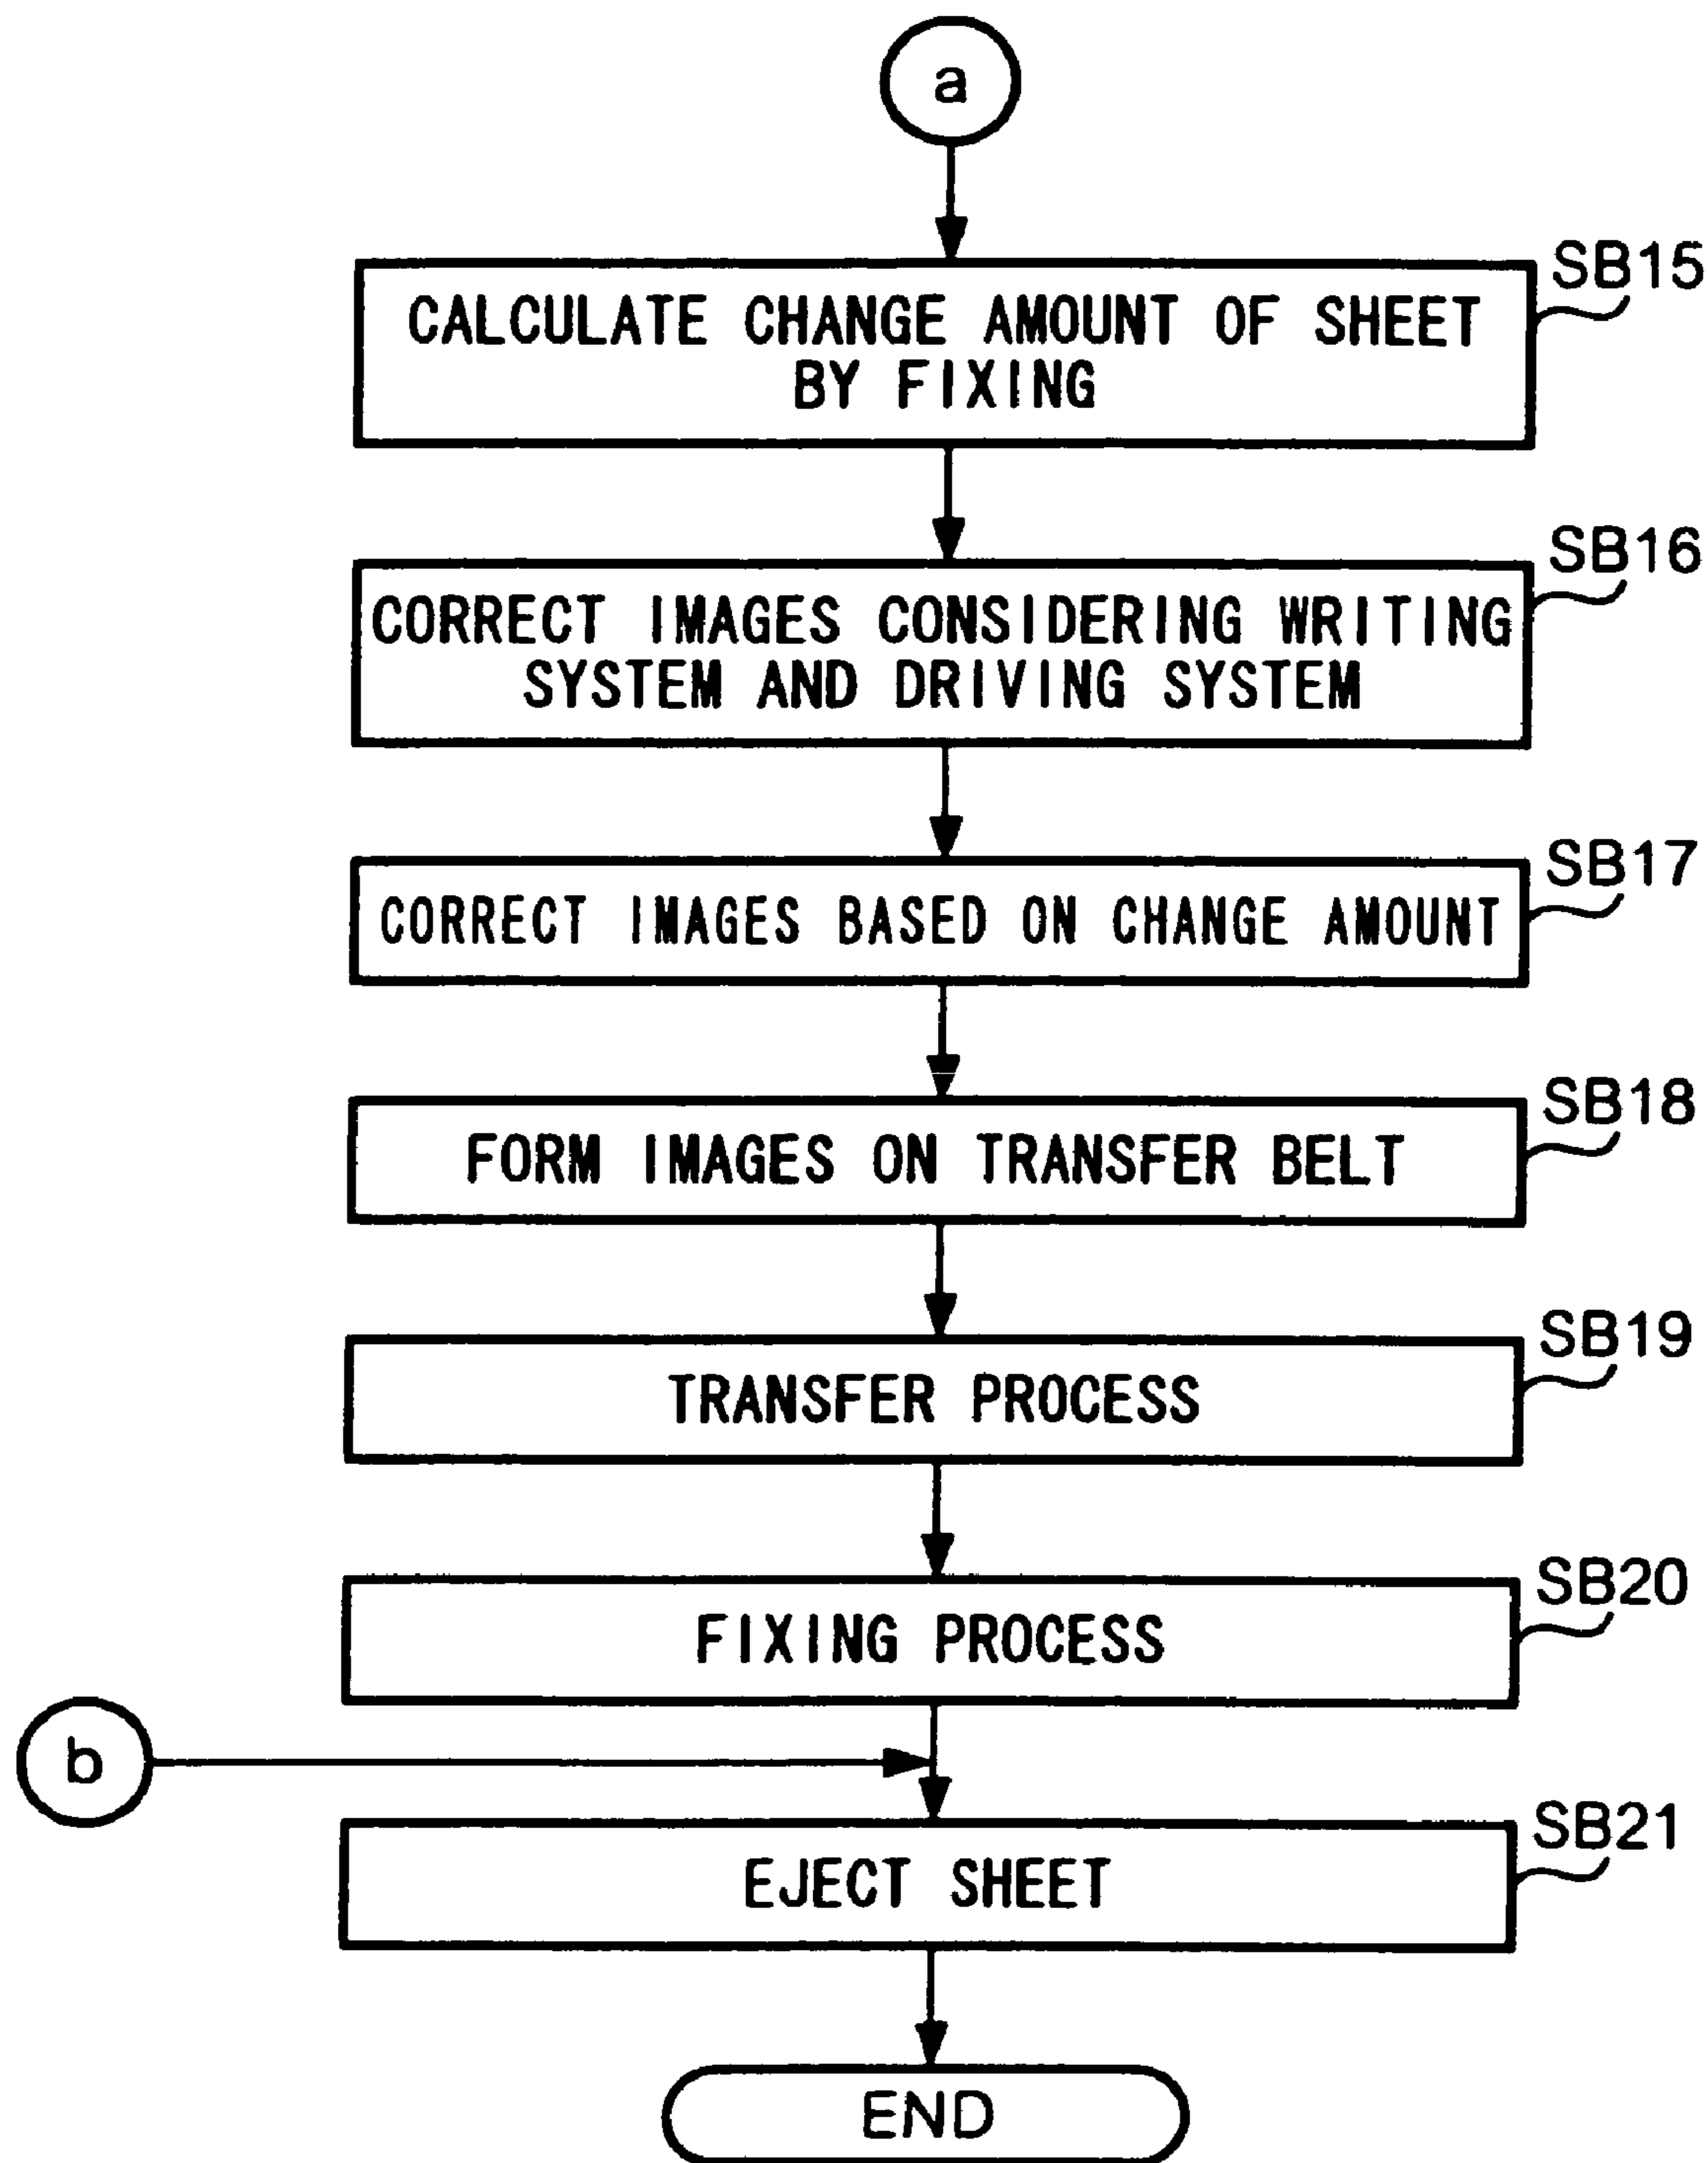 a
SB15
CALCULATE CHANGE AMOUNT OF SHEET
BY FIXING
SB16
CORRECT IMAGES CONSIDERING WRITING
SYSTEM AND DRIVING SYSTEM
SB17
CORRECT IMAGES BASED ON CHANGE AMOUNT
SB18
FORM IMAGES ON TRANSFER BELT
SB19
TRANSFER PROCESS
SB20
FIXING PROCESS
b
SB21
EJECT SHEET
END